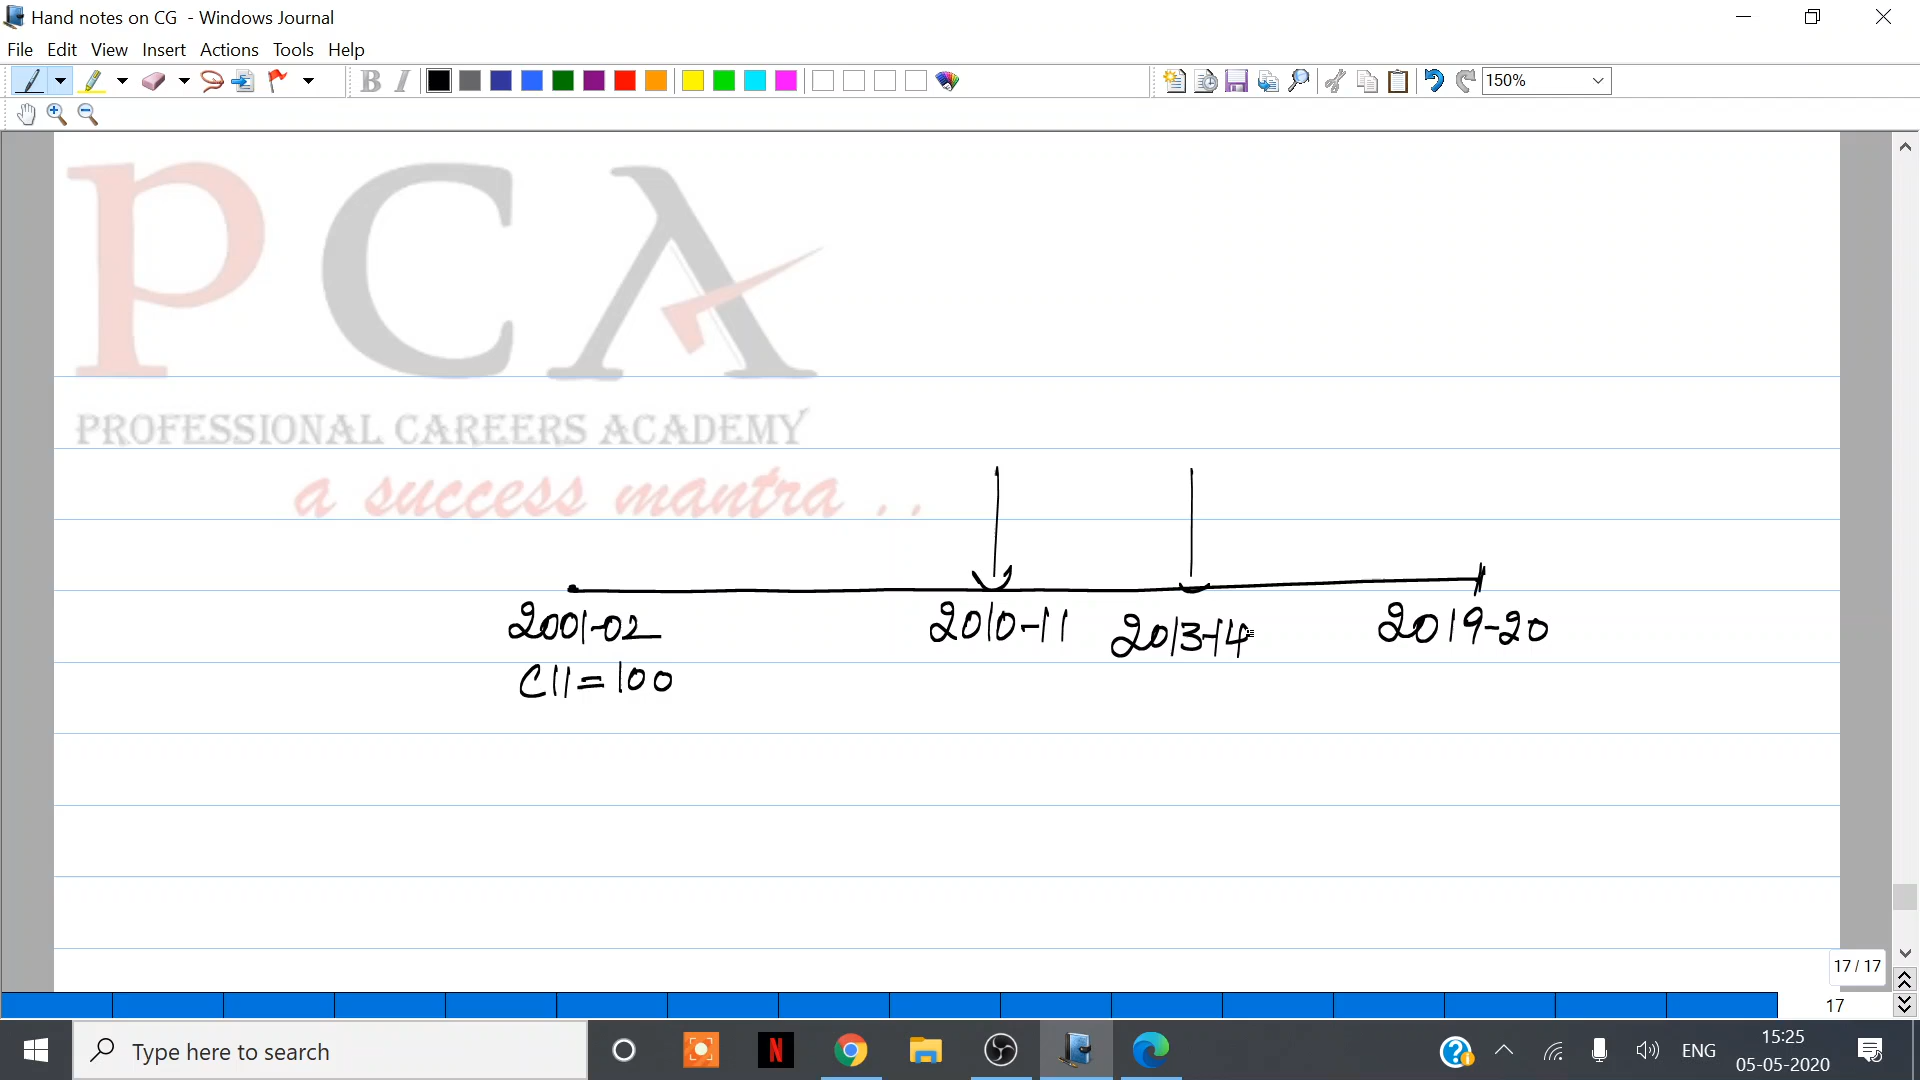 Hand notes on CG - Windows Journal
File Edit View Insert Actions Tools Help
B I 150%
PCA
PROFESSIONAL CAREERS ACADEMY
a success mantra ..
2001-02 2010-11 2013-14 2019-20
CII = 100
17 / 17
17
Type here to search
N
ENG
15:25
05-05-2020